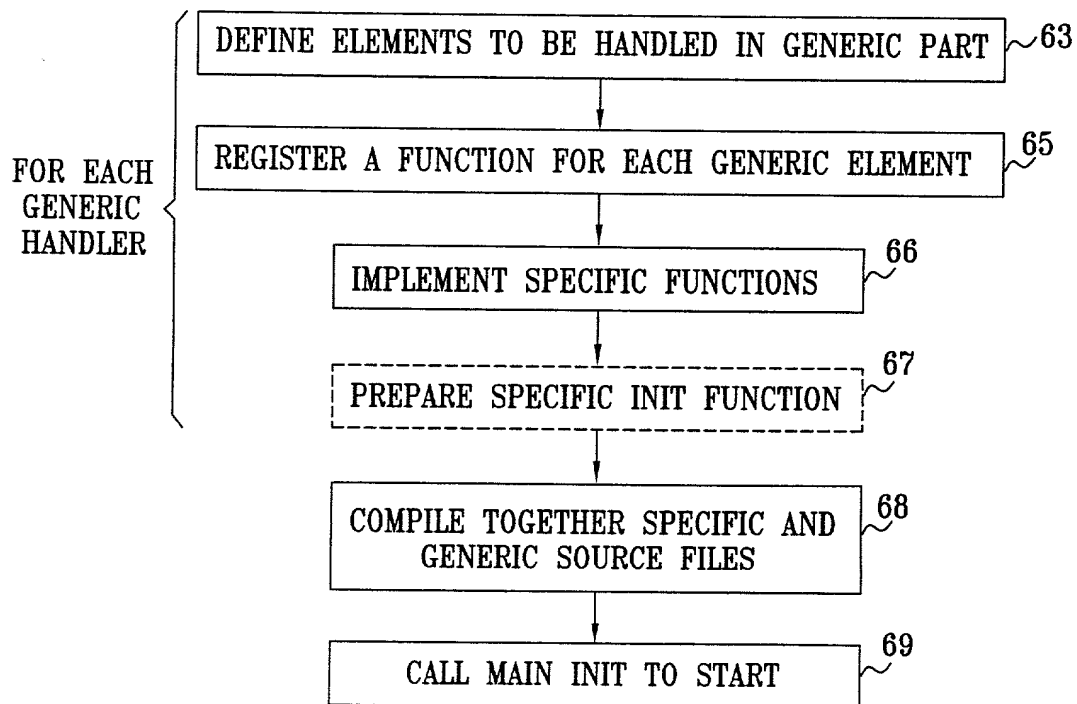 DEFINE ELEMENTS TO BE HANDLED IN GENERIC PART
63
REGISTER A FUNCTION FOR EACH GENERIC ELEMENT
65
FOR EACH
GENERIC
HANDLER
IMPLEMENT SPECIFIC FUNCTIONS
66
PREPARE SPECIFIC INIT FUNCTION
67
COMPILE TOGETHER SPECIFIC AND
GENERIC SOURCE FILES
68
CALL MAIN INIT TO START
69